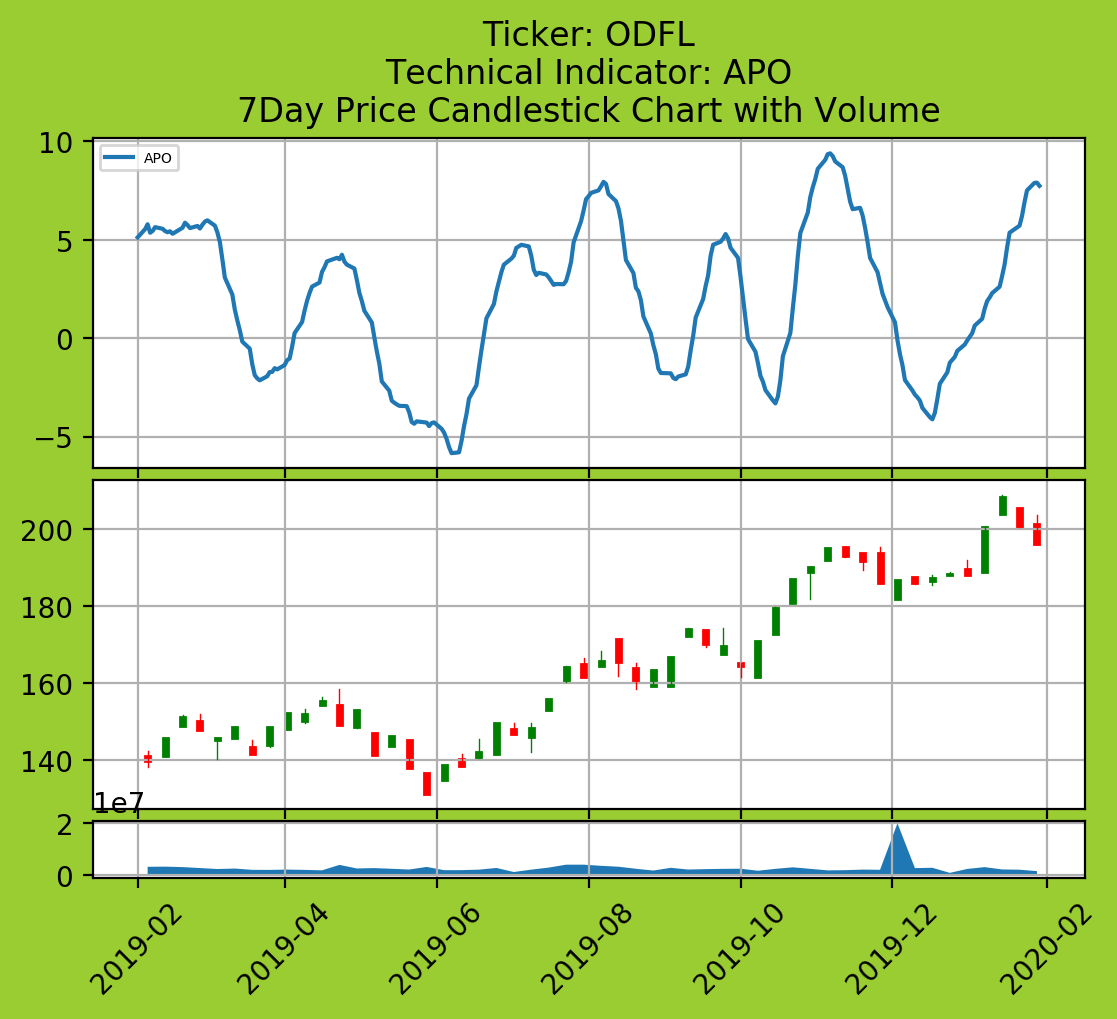 Ticker: ODFL
Technical Indicator: APO
7Day Price Candlestick Chart with Volume
10
APO
5
0
−5
200
180
160
140
1e7
2
0
2019-02 2019-04 2019-06 2019-08 2019-10 2019-12 2020-02